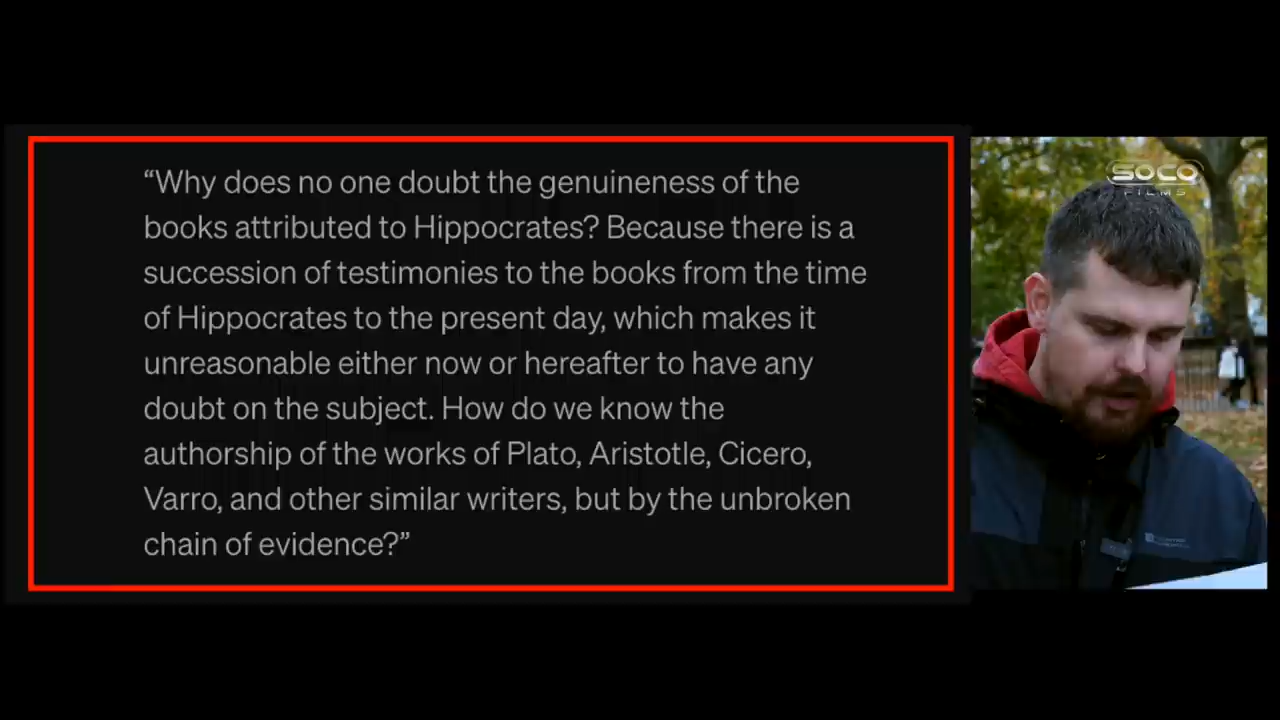 “Why does no one doubt the genuineness of the
books attributed to Hippocrates? Because there is a
succession of testimonies to the books from the time
of Hippocrates to the present day, which makes it
unreasonable either now or hereafter to have any
doubt on the subject. How do we know the
authorship of the works of Plato, Aristotle, Cicero,
Varro, and other similar writers, but by the unbroken
chain of evidence?”
SOCO
FILMS